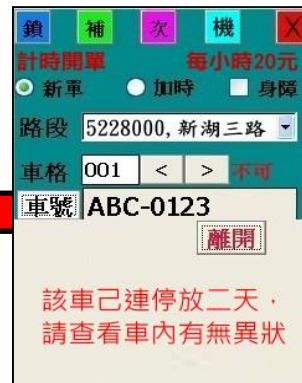 鎖 補 次 機 X
計時開單 每小時20元
新單 加時 身障
路段 5228000, 新湖三路
車格 001 < > 不可
車號 ABC-0123
離開
該車己連停放二天，
請查看車內有無異狀